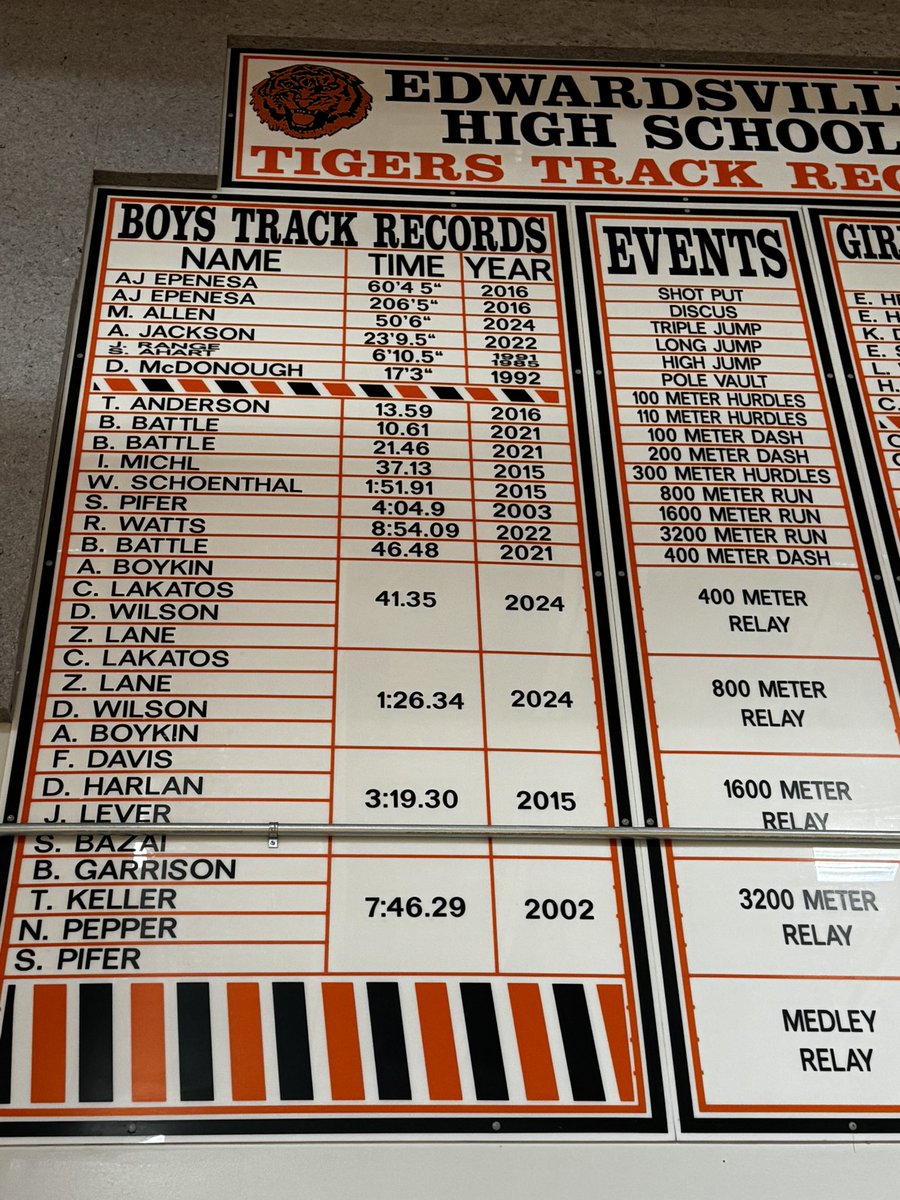 EDWARDSVILL
HIGH SCHOOL
TIGERS TRACK REC
BOYS TRACK RECORDS
NAME TIME YEAR
AJ EPENESA 60'4 5" 2016
AJ EPENESA 206'5" 2016
M. ALLEN 50'6" 2024
A. JACKSON 23'9.5" 2022
J. RANGE 1991
S. AHART 6'10.5" 1985
D. McDONOUGH 17'3" 1992
T. ANDERSON 13.59 2016
B. BATTLE 10.61 2021
B. BATTLE 21.46 2021
I. MICHL 37.13 2015
W. SCHOENTHAL 1:51.91 2015
S. PIFER 4:04.9 2003
R. WATTS 8:54.09 2022
B. BATTLE 46.48 2021
A. BOYKIN
C. LAKATOS
D. WILSON
Z. LANE
41.35 2024
C. LAKATOS
Z. LANE
D. WILSON
A. BOYKIN
1:26.34 2024
F. DAVIS
D. HARLAN
J. LEVER
S. BAZAI
3:19.30 2015
B. GARRISON
T. KELLER
N. PEPPER
S. PIFER
7:46.29 2002
EVENTS
SHOT PUT
DISCUS
TRIPLE JUMP
LONG JUMP
HIGH JUMP
POLE VAULT
100 METER HURDLES
110 METER HURDLES
100 METER DASH
200 METER DASH
300 METER HURDLES
800 METER RUN
1600 METER RUN
3200 METER RUN
400 METER DASH
400 METER
RELAY
800 METER
RELAY
1600 METER
RELAY
3200 METER
RELAY
MEDLEY
RELAY
GIR
E. H
E. H
K.
E. S
L.
H.
C.